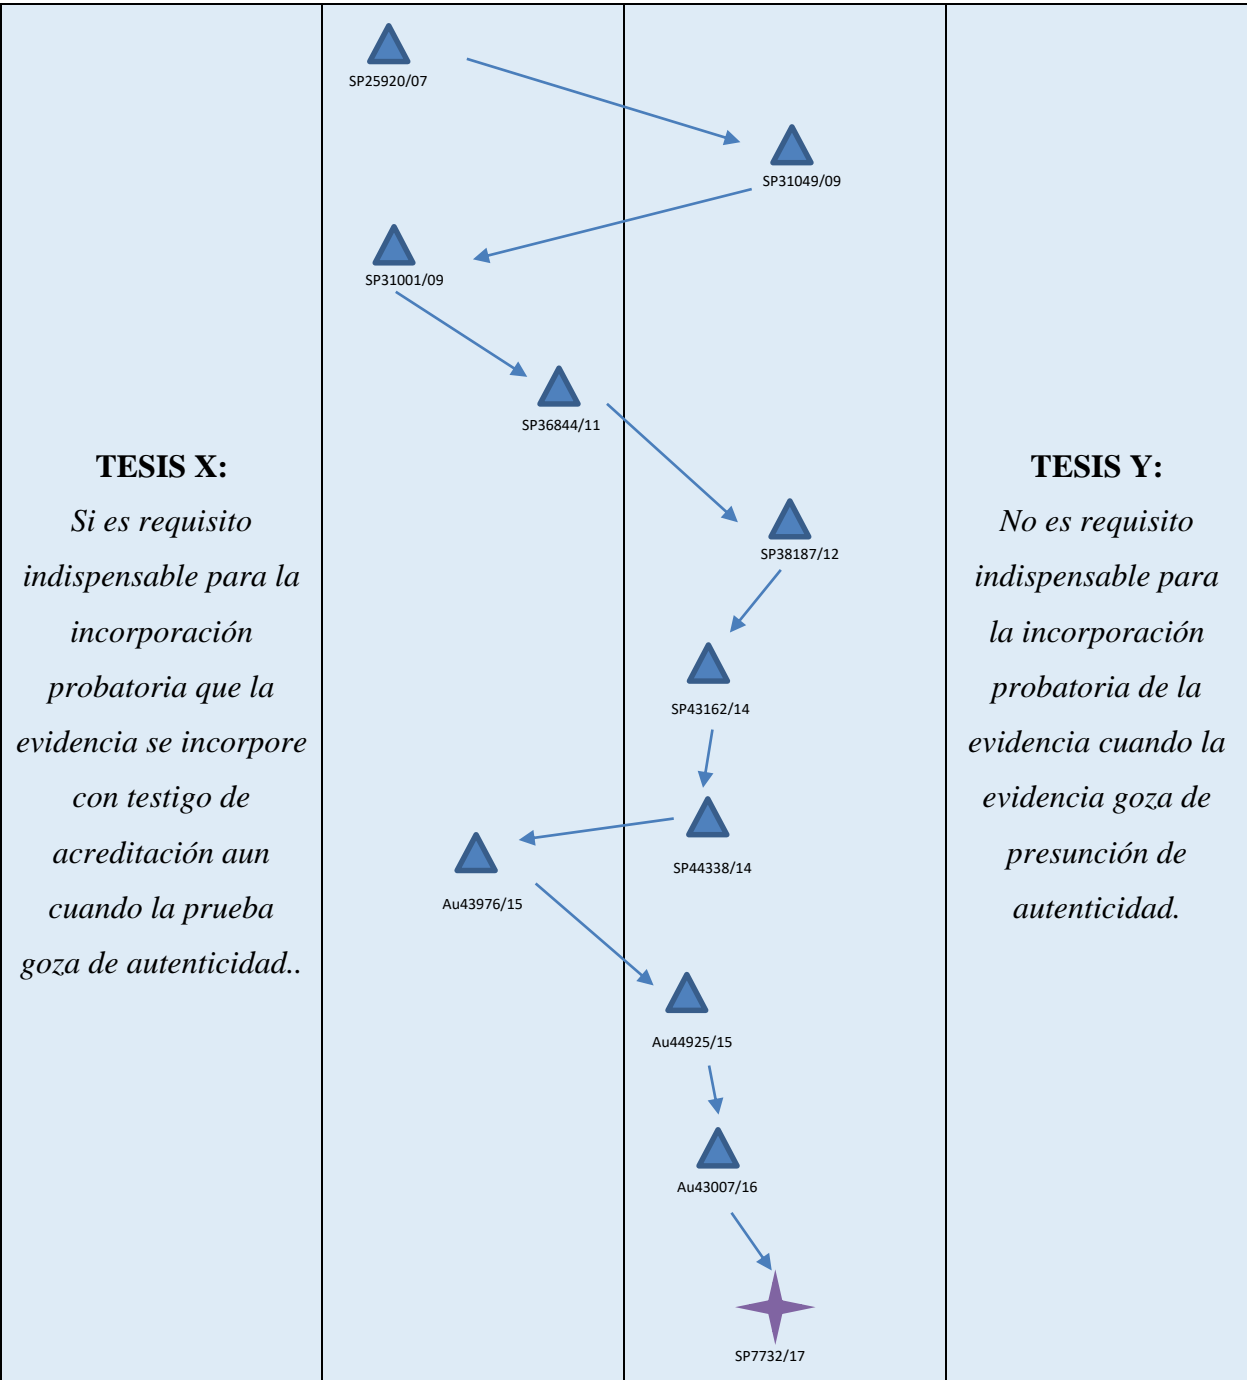 SP25920/07
SP31049/09
SP31001/09
SP36844/11
TESIS X:
Si es requisito
indispensable para la
incorporación
probatoria que la
evidencia se incorpore
con testigo de
acreditación aun
cuando la prueba
goza de autenticidad..
TESIS Y:
No es requisito
indispensable para
la incorporación
probatoria de la
evidencia cuando la
evidencia goza de
presunción de
autenticidad.
SP38187/12
SP43162/14
SP44338/14
Au43976/15
Au44925/15
Au43007/16
SP7732/17